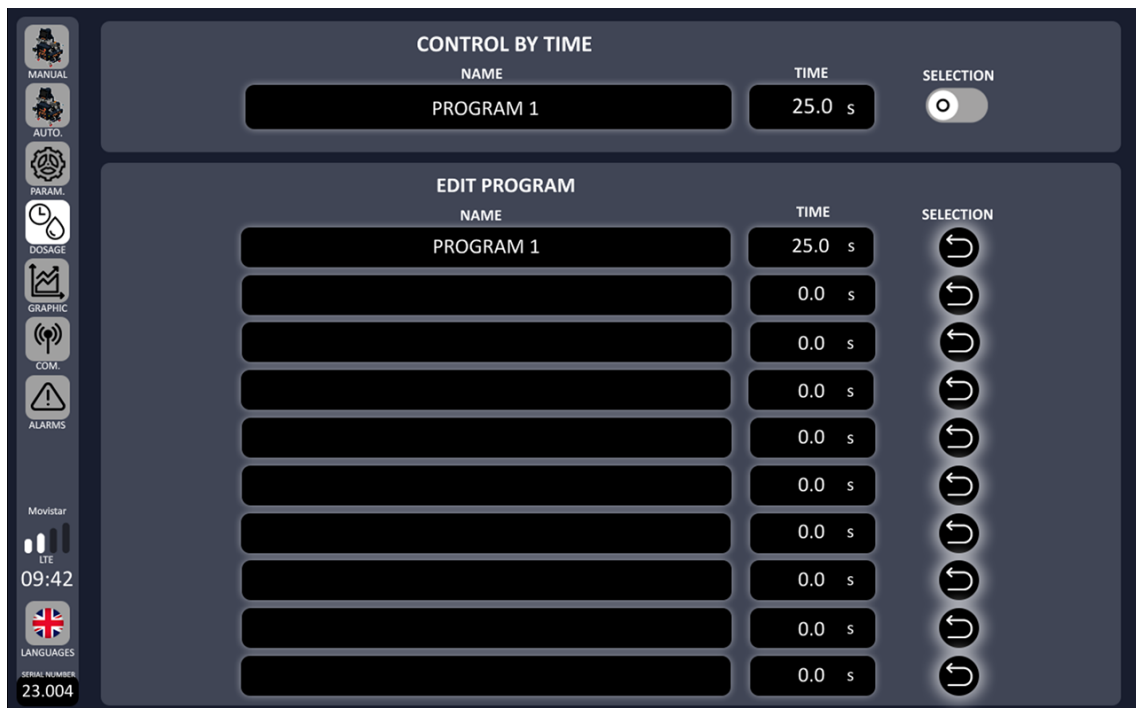 MANUAL
AUTO.
PARAM.
DOSAGE
GRAPHIC
COM.
ALARMS
Movistar
LTE
09:42
LANGUAGES
SERIAL NUMBER
23.004
CONTROL BY TIME
NAME TIME SELECTION
PROGRAM 1 25.0 s
EDIT PROGRAM
NAME TIME SELECTION
PROGRAM 1 25.0 s
0.0 s
0.0 s
0.0 s
0.0 s
0.0 s
0.0 s
0.0 s
0.0 s
0.0 s